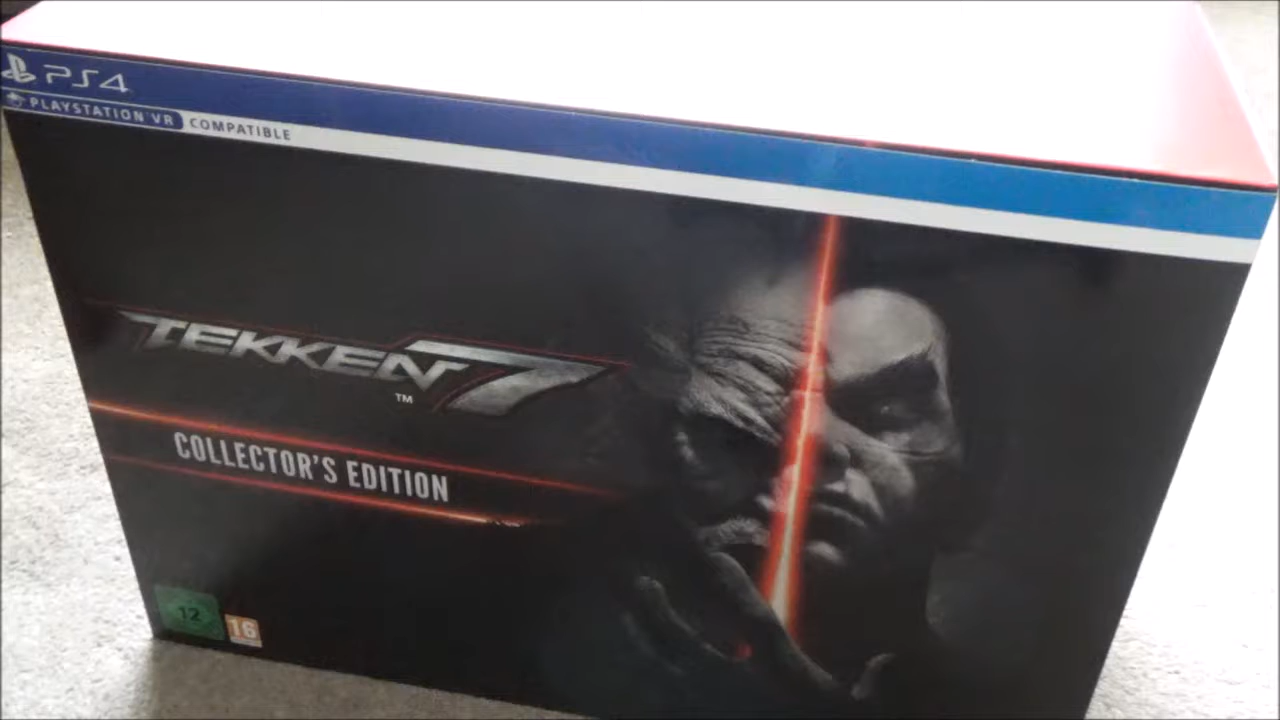 PS4
PLAYSTATION VR COMPATIBLE
TEKKEN 7
TM
COLLECTOR'S EDITION
12
16